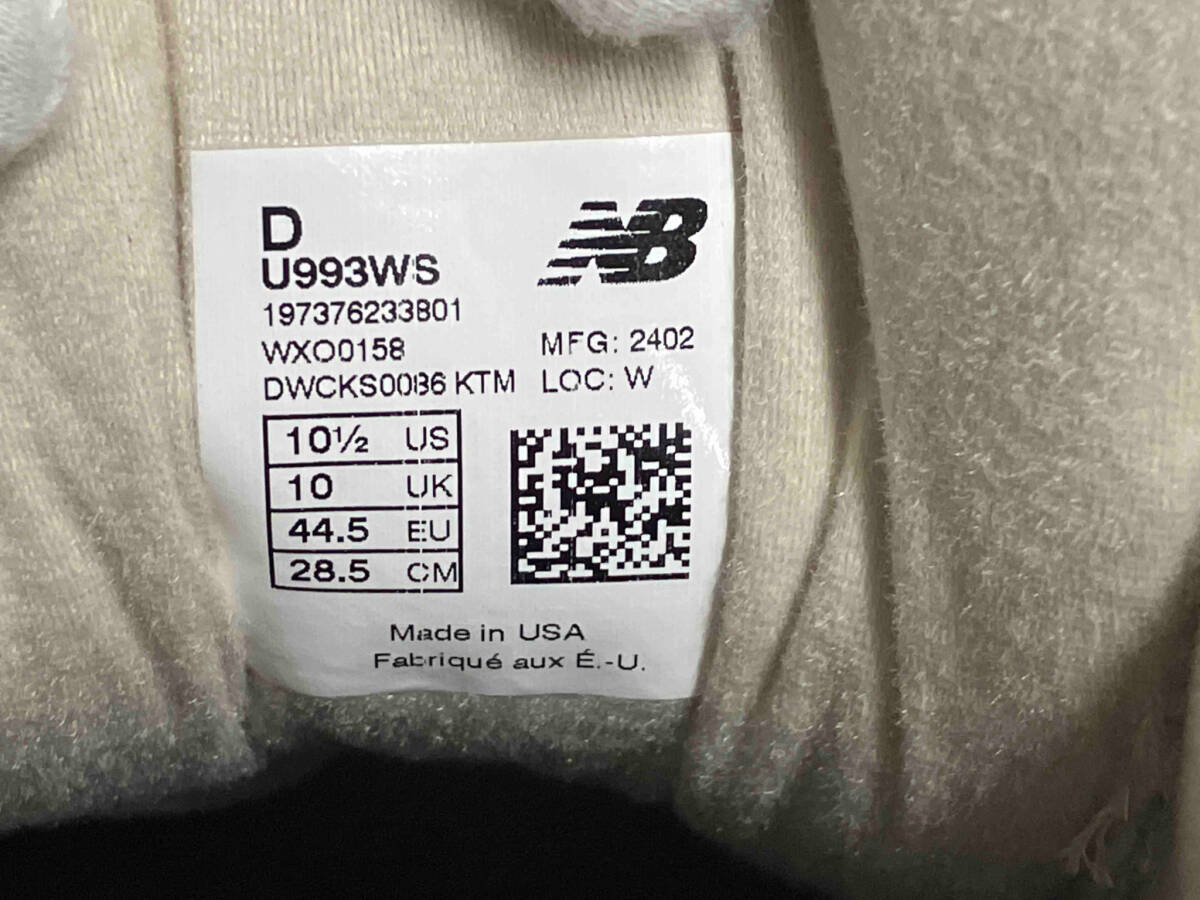 D
NB
U993WS
197376233801
WXO0158
MFG: 2402
DWCKS0086 KTM
LOC: W
10½ US
10 UK
44.5 EU
28.5 CM
Made in USA
Fabriqué aux É.-U.